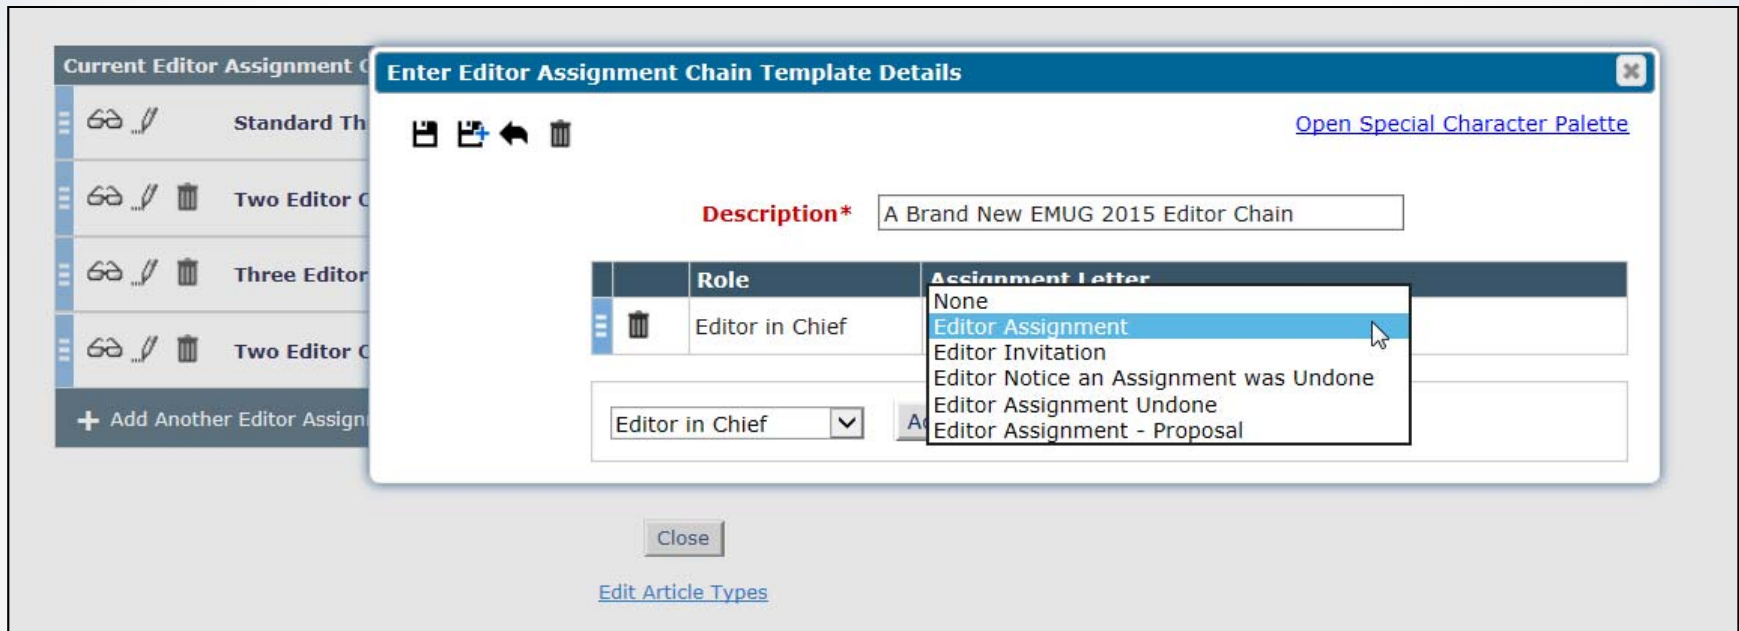 Current Editor Assignment
Enter Editor Assignment Chain Template Details
Open Special Character Palette
Standard Th
Two Editor
Three Editor
Two Editor
+ Add Another Editor
Description* A Brand New EMUG 2015 Editor Chain
Role Assignment Letter
Editor in Chief
None
Editor Assignment
Editor Invitation
Editor Notice an Assignment was Undone
Editor Assignment Undone
Editor Assignment - Proposal
Editor in Chief
Close
Edit Article Types